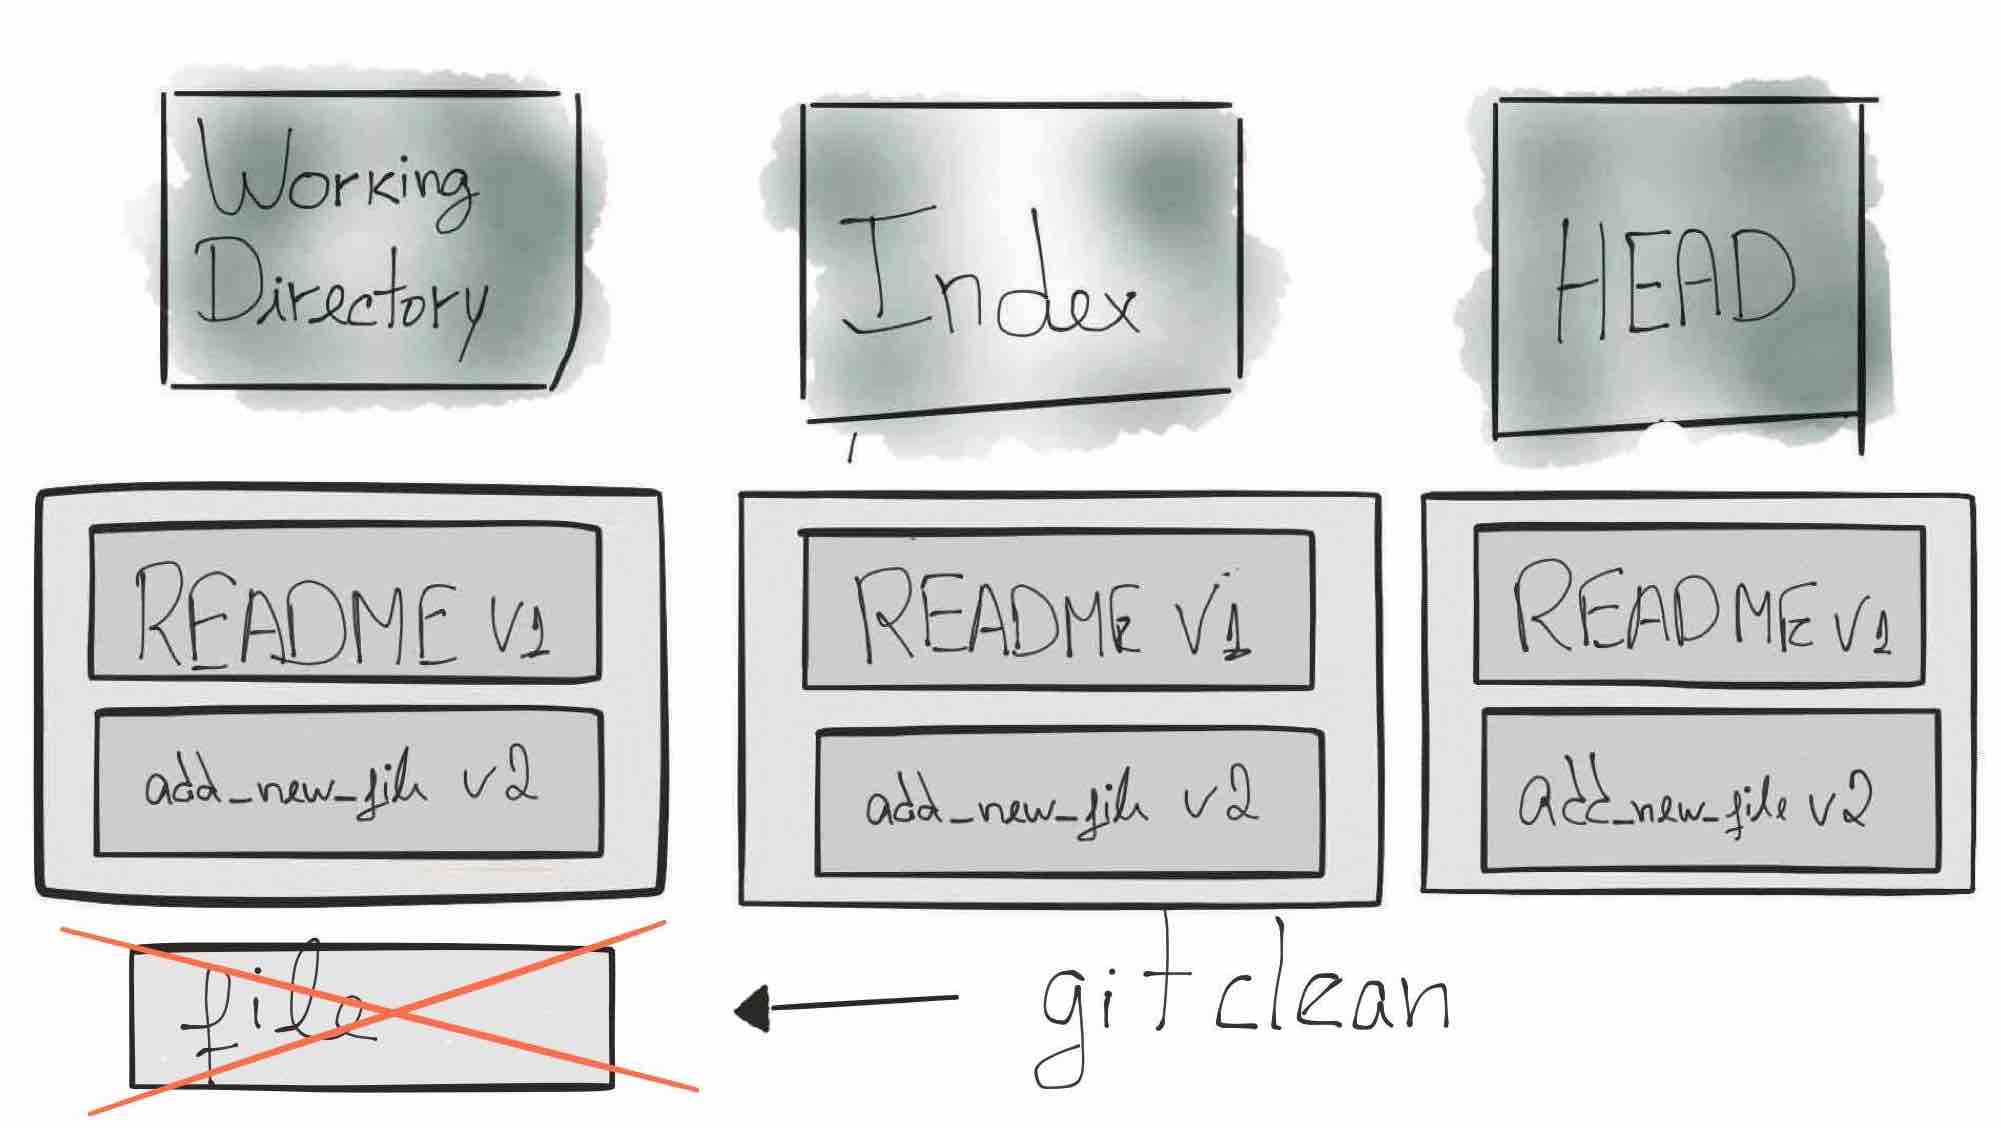 Working
Directory
Index
HEAD
README v1
add_new_file v2
README v1
add_new_file v2
README v1
add_new_file v2
file
git clean